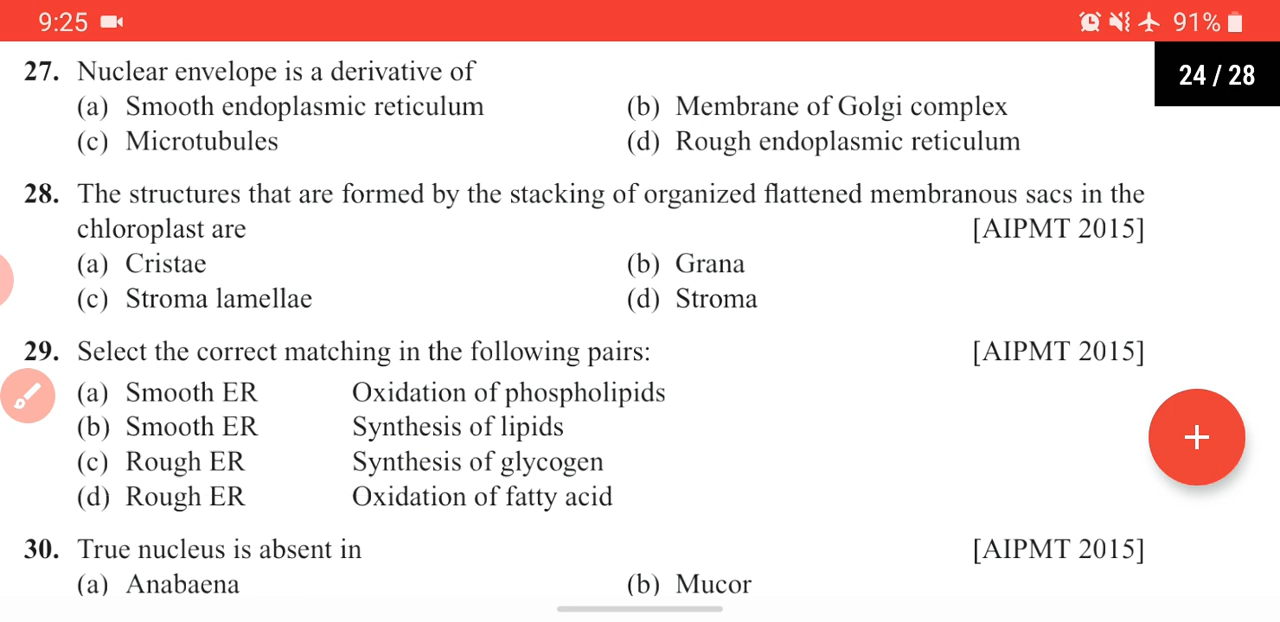 9:25
91%
24 / 28
27. Nuclear envelope is a derivative of
(a) Smooth endoplasmic reticulum (b) Membrane of Golgi complex
(c) Microtubules (d) Rough endoplasmic reticulum
28. The structures that are formed by the stacking of organized flattened membranous sacs in the
chloroplast are [AIPMT 2015]
(a) Cristae (b) Grana
(c) Stroma lamellae (d) Stroma
29. Select the correct matching in the following pairs: [AIPMT 2015]
(a) Smooth ER Oxidation of phospholipids
(b) Smooth ER Synthesis of lipids
(c) Rough ER Synthesis of glycogen
(d) Rough ER Oxidation of fatty acid
30. True nucleus is absent in [AIPMT 2015]
(a) Anabaena (b) Mucor